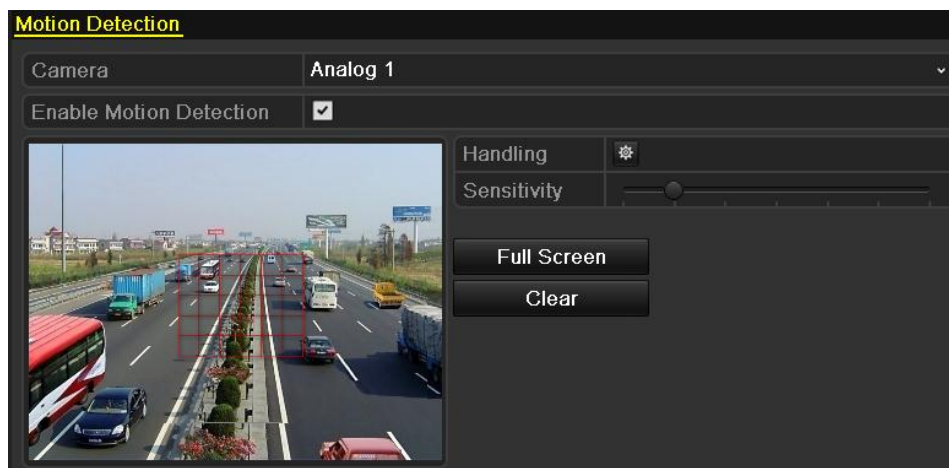 Motion Detection
Camera Analog 1
Enable Motion Detection
Handling
Sensitivity
Full Screen
Clear